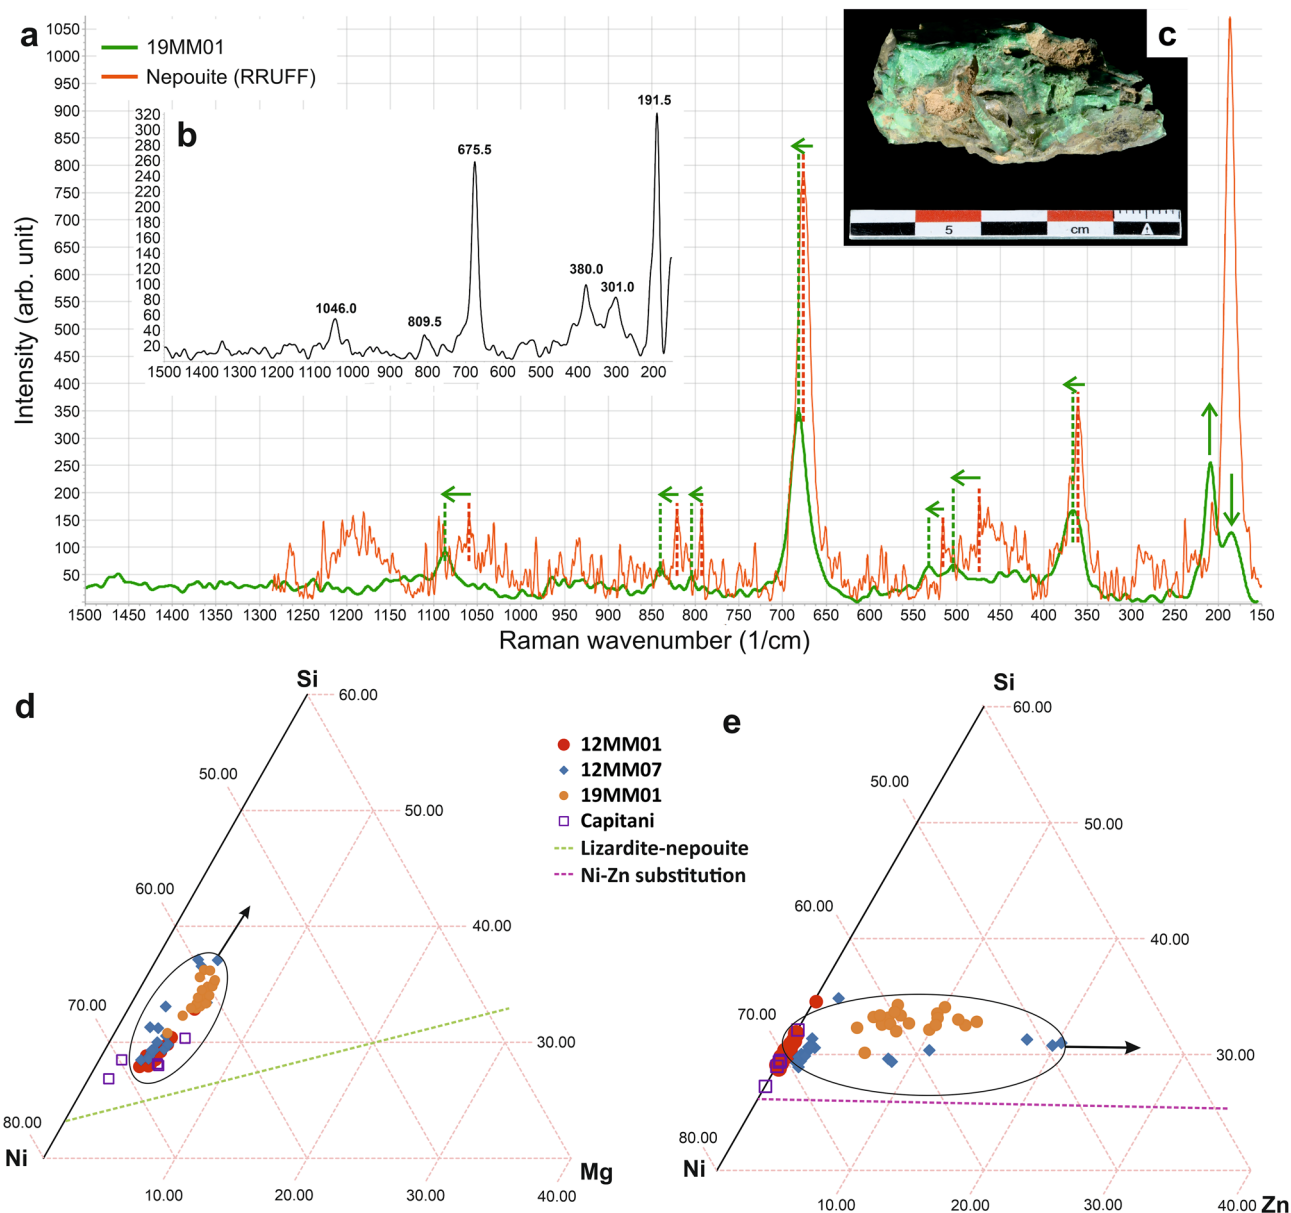 a
19MM01
Nepouite (RRUFF)
Intensity (arb. unit)
1050
1000
950
900
850
800
750
700
650
600
550
500
450
400
350
300
250
200
150
100
50
1500 1450 1400 1350 1300 1250 1200 1150 1100 1050 1000 950 900 850 800 750 700 650 600 550 500 450 400 350 300 250 200 150
Raman wavenumber (1/cm)
b
320
300
280
260
240
220
200
180
160
140
120
100
80
60
40
20
1046.0
809.5
675.5
380.0
301.0
191.5
1500 1400 1300 1200 1100 1000 900 800 700 600 500 400 300 200
c
5 cm
d
Si
60.00
50.00
50.00
60.00
40.00
70.00
30.00
80.00
Ni
Mg
10.00 20.00 30.00 40.00
12MM01
12MM07
19MM01
Capitani
Lizardite-nepouite
Ni-Zn substitution
e
Si
60.00
50.00
50.00
60.00
40.00
70.00
30.00
80.00
Ni
10.00 20.00 30.00 40.00 Zn